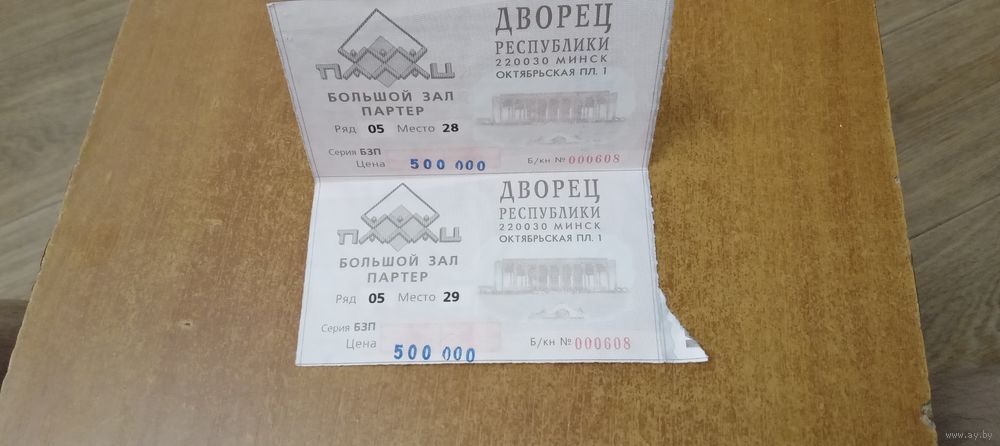 ПАЛАЦ
БОЛЬШОЙ ЗАЛ
ПАРТЕР
Ряд 05 Место 28
Серия БЗП
Цена 500 000
ДВОРЕЦ
РЕСПУБЛИКИ
220030 МИНСК
ОКТЯБРЬСКАЯ ПЛ. 1
Б/кн № 000608
ПАЛАЦ
БОЛЬШОЙ ЗАЛ
ПАРТЕР
Ряд 05 Место 29
Серия БЗП
Цена 500 000
ДВОРЕЦ
РЕСПУБЛИКИ
220030 МИНСК
ОКТЯБРЬСКАЯ ПЛ. 1
Б/кн № 000608
www.ay.by